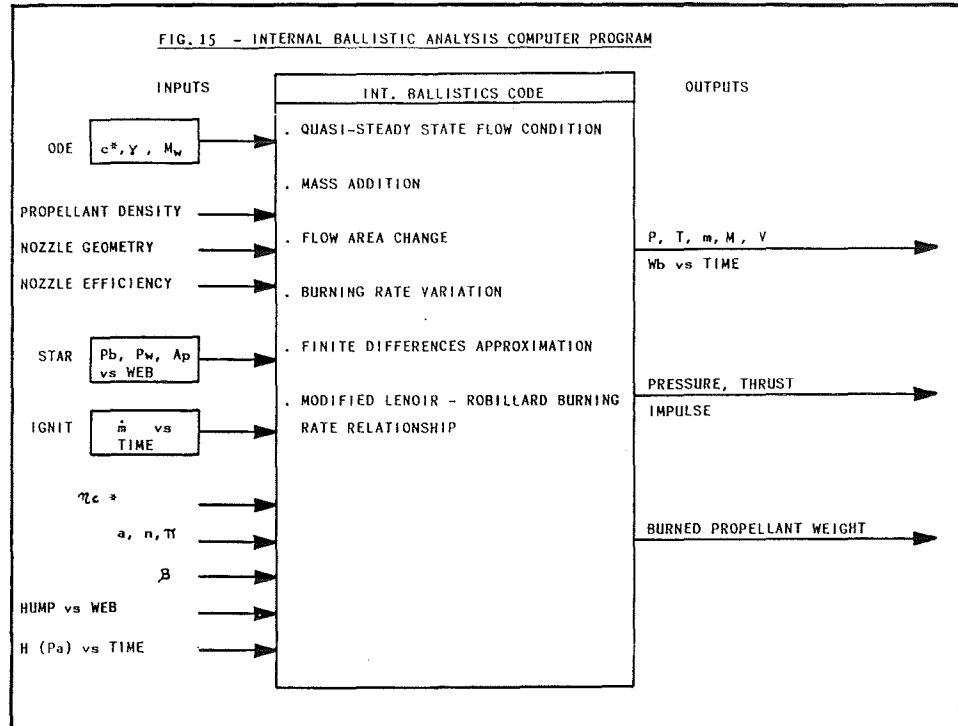 FIG. 15 - INTERNAL BALLISTIC ANALYSIS COMPUTER PROGRAM
INPUTS
INT. BALLISTICS CODE
OUTPUTS
ODE
c*, γ , Mw
PROPELLANT DENSITY
NOZZLE GEOMETRY
NOZZLE EFFICIENCY
STAR
Pb, Pw, Ap
vs WEB
IGNIT
ṁ vs
TIME
ηc *
a, n, π
β
HUMP vs WEB
H (Pa) vs TIME
. QUASI-STEADY STATE FLOW CONDITION
. MASS ADDITION
. FLOW AREA CHANGE
. BURNING RATE VARIATION
. FINITE DIFFERENCES APPROXIMATION
. MODIFIED LENOIR - ROBILLARD BURNING
RATE RELATIONSHIP
P, T, m, M, V
Wb vs TIME
PRESSURE, THRUST
IMPULSE
BURNED PROPELLANT WEIGHT